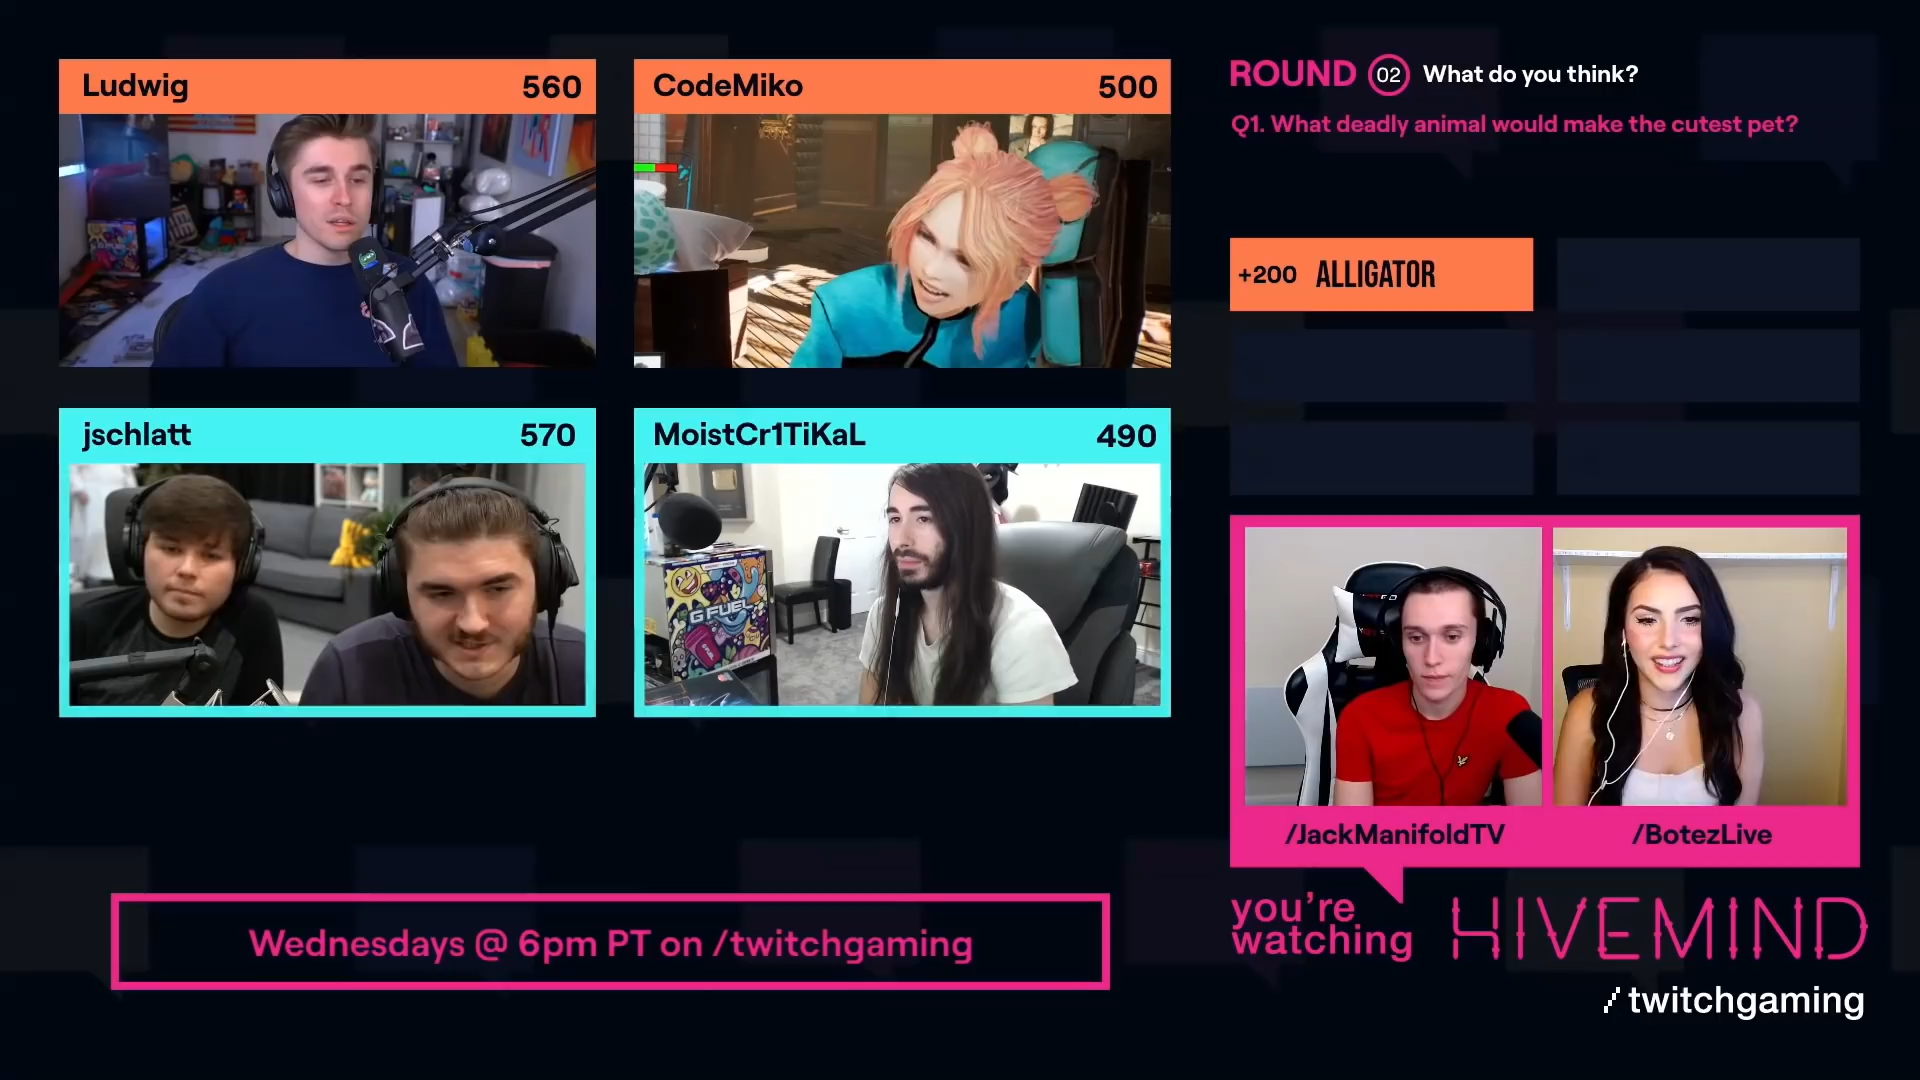 Ludwig 560
CodeMiko 500
ROUND 02 What do you think?
Q1. What deadly animal would make the cutest pet?
+200 ALLIGATOR
jschlatt 570
MoistCr1TiKaL 490
G FUEL
/JackManifoldTV
/BotezLive
Wednesdays @ 6pm PT on /twitchgaming
you're
watching
HIVEMIND
/twitchgaming